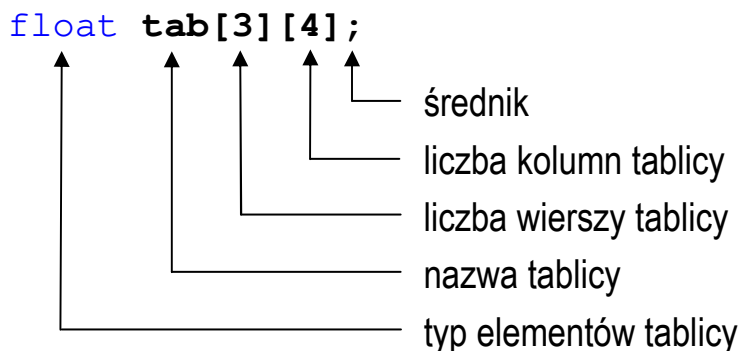 float tab[3][4];
średnik
liczba kolumn tablicy
liczba wierszy tablicy
nazwa tablicy
typ elementów tablicy